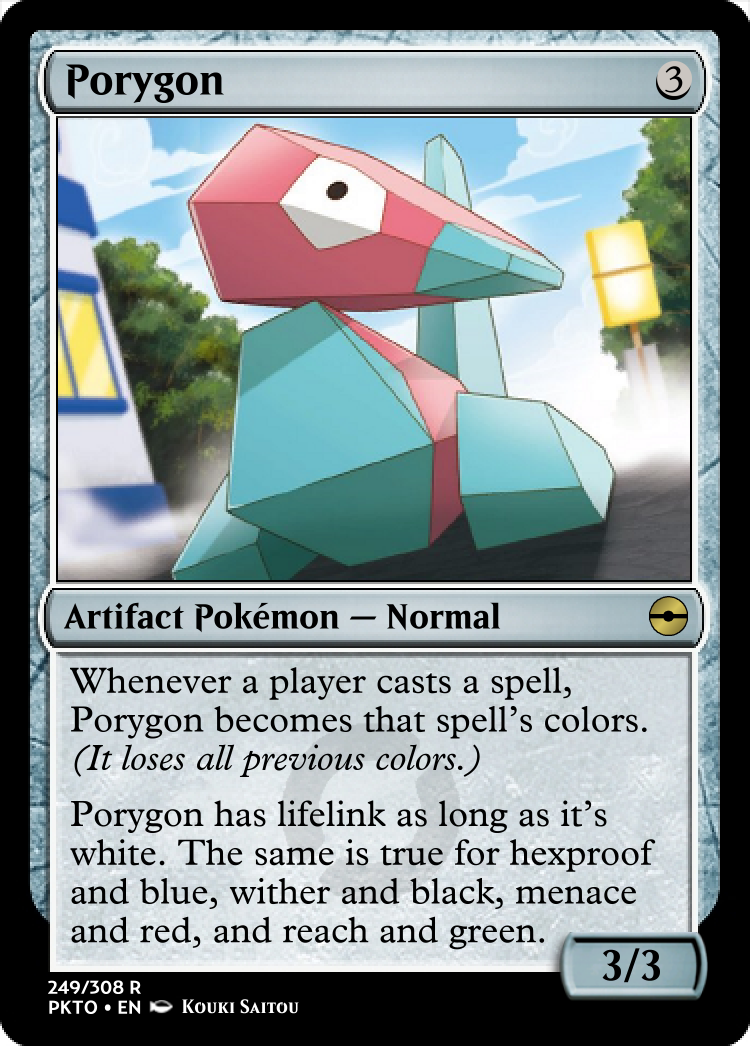 Porygon 3
Artifact Pokémon — Normal
Whenever a player casts a spell,
Porygon becomes that spell’s colors.
(It loses all previous colors.)
Porygon has lifelink as long as it’s
white. The same is true for hexproof
and blue, wither and black, menace
and red, and reach and green.
3/3
249/308 R
PKTO • EN Kouki Saitou